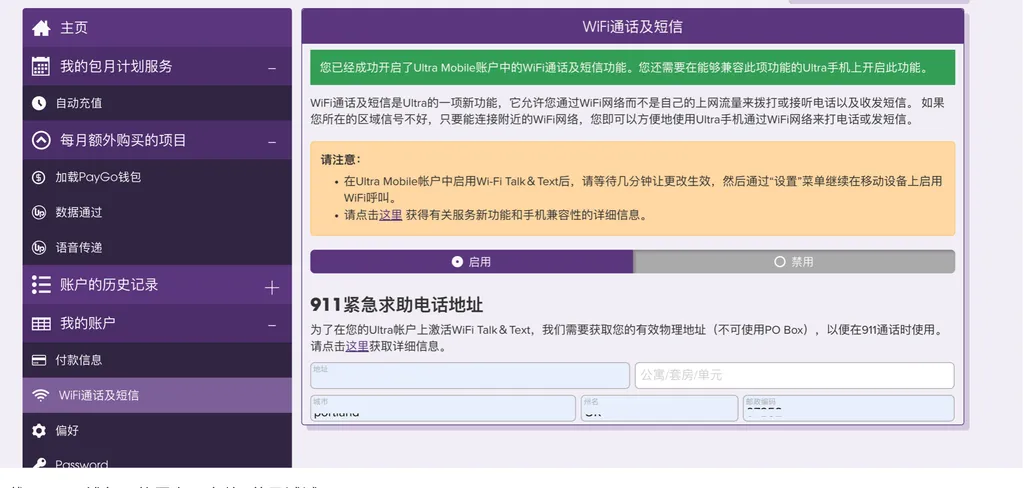 主页
我的包月计划服务
自动充值
每月额外购买的项目
加载PayGo钱包
数据通过
语音传递
账户的历史记录
我的账户
付款信息
WiFi通话及短信
偏好
Password
WiFi通话及短信
您已经成功开启了Ultra Mobile账户中的WiFi通话及短信功能。您还需要在能够兼容此项功能的Ultra手机上开启此功能。
WiFi通话及短信是Ultra的一项新功能，它允许您通过WiFi网络而不是自己的上网流量来拨打或接听电话以及收发短信。 如果
您所在的区域信号不好，只要能连接附近的WiFi网络，您即可以方便地使用Ultra手机通过WiFi网络来打电话或发短信。
请注意：
在Ultra Mobile帐户中启用Wi-Fi Talk＆Text后，请等待几分钟让更改生效，然后通过“设置”菜单继续在移动设备上启用
WiFi呼叫。
请点击这里 获得有关服务新功能和手机兼容性的详细信息。
启用
禁用
911紧急求助电话地址
为了在您的Ultra帐户上激活WiFi Talk＆Text，我们需要获取您的有效物理地址（不可使用PO Box），以便在911通话时使用。
请点击这里获取详细信息。
地址
公寓/套房/单元
城市
州名
邮政编码
portland